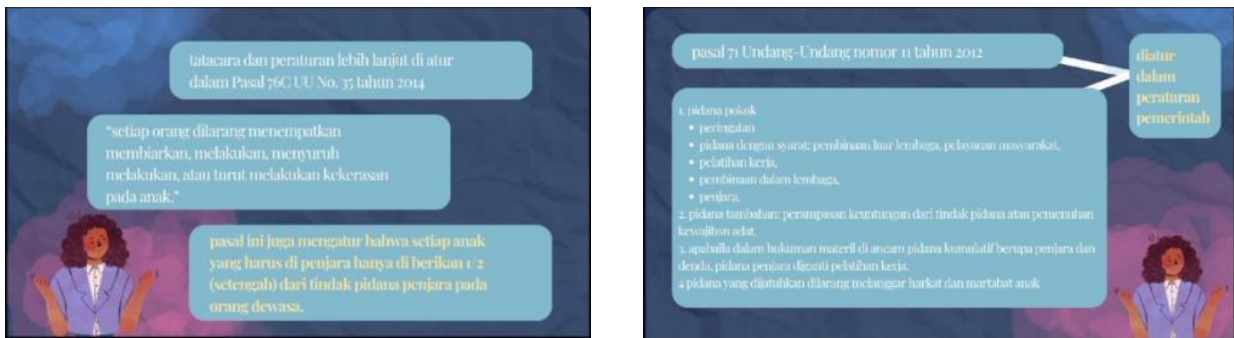 tatacara dan peraturan lebih lanjut di atur
dalam Pasal 76C UU No. 35 tahun 2014
“setiap orang dilarang menempatkan
membiarkan, melakukan, menyuruh
melakukan, atau turut melakukan kekerasan
pada anak.”
pasal ini juga mengatur bahwa setiap anak
yang harus di penjara hanya di berikan 1/2
(setengah) dari tindak pidana penjara pada
orang dewasa.
pasal 71 Undang-Undang nomor 11 tahun 2012
diatur
dalam
peraturan
pemerintah
1. pidana pokok
• peringatan
• pidana dengan syarat: pembinaan luar lembaga, pelayanan masyarakat,
• pelatihan kerja,
• pembinaan dalam lembaga,
• penjara.
2. pidana tambahan: perampasan keuntungan dari tindak pidana atau pemenuhan
kewajiban adat.
3. apabaila dalam hukuman materil di ancam pidana kumulatif berupa penjara dan
denda, pidana penjara diganti pelatihan kerja.
4 pidana yang dijatuhkan dilarang melanggar harkat dan martabat anak